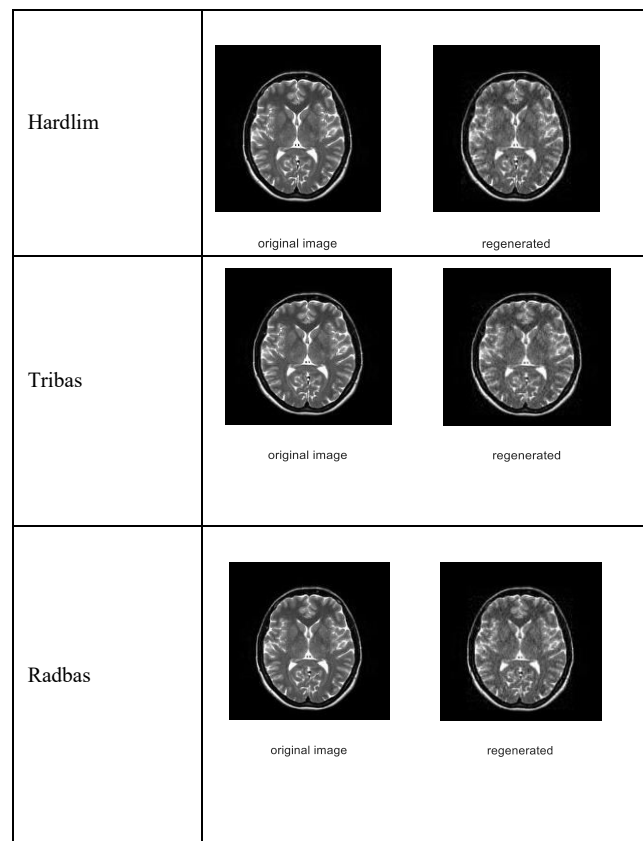 Hardlim
original image regenerated
Tribas
original image regenerated
Radbas
original image regenerated